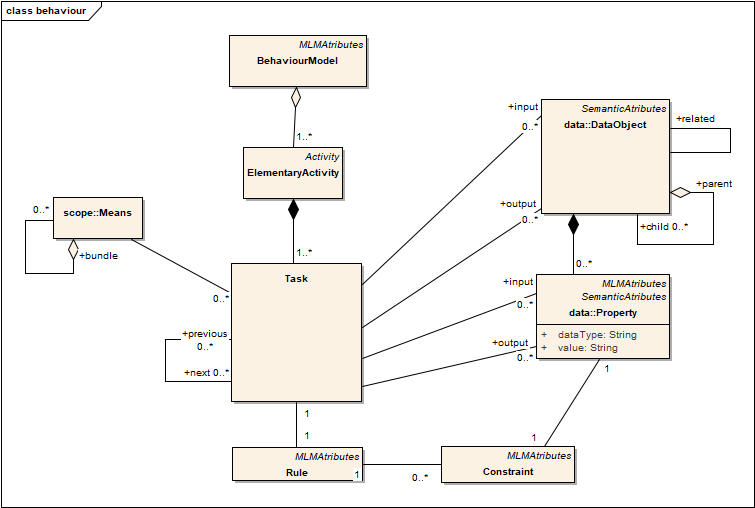 class behaviour
MLMAtributes
BehaviourModel
1..*
Activity
ElementaryActivity
1..*
SemanticAtributes
data::DataObject
+input
0..*
+related
+output
0..*
+parent
+child 0..*
0..*
scope::Means
0..*
+bundle
0..*
Task
+previous
0..*
+next 0..*
+input
0..*
+output
0..*
MLMAtributes
SemanticAtributes
data::Property
+ dataType: String
+ value: String
1
1
1
MLMAtributes
Rule
1
0..*
1
MLMAtributes
Constraint